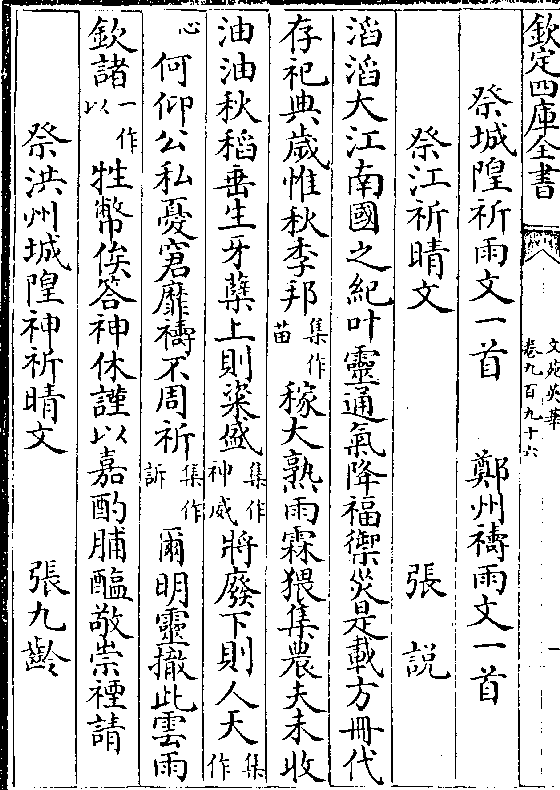 欽定四庫全書
文苑英華
卷九百九十六
祭城隍祈雨文一首 鄭州禱雨文一首
祭江祈晴文 張說
滔滔大江南國之紀叶靈通氣降福禦災是載方冊代
存祀典歲惟秋季邦集作苗稼大熟雨霖猥集農夫未收
油油秋稻垂生牙櫱上則粢盛集作神威將廢下則人天集作
心何仰公私憂窘靡禱不周祈集作訴爾明靈撤此雲雨
欽諸一作以牲幣俟答神休謹以嘉酌脯醢敬崇禋請
祭洪州城隍神祈晴文 張九齡